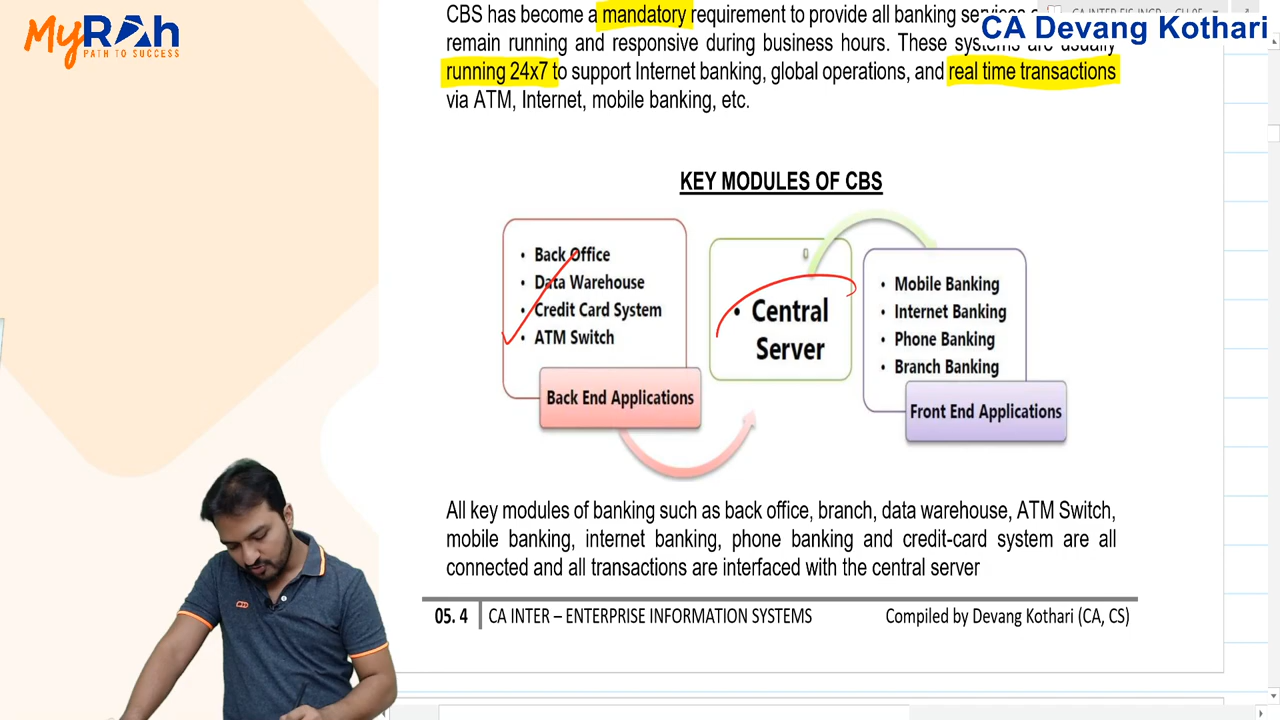 MyRAh
PATH TO SUCCESS
CA Devang Kothari
CBS has become a mandatory requirement to provide all banking
remain running and responsive during business hours. These systems are usually
running 24x7 to support Internet banking, global operations, and real time transactions
via ATM, Internet, mobile banking, etc.
KEY MODULES OF CBS
• Back Office
• Data Warehouse
• Credit Card System
• ATM Switch
Back End Applications
• Central
Server
• Mobile Banking
• Internet Banking
• Phone Banking
• Branch Banking
Front End Applications
All key modules of banking such as back office, branch, data warehouse, ATM Switch,
mobile banking, internet banking, phone banking and credit-card system are all
connected and all transactions are interfaced with the central server
05. 4 CA INTER – ENTERPRISE INFORMATION SYSTEMS Compiled by Devang Kothari (CA, CS)